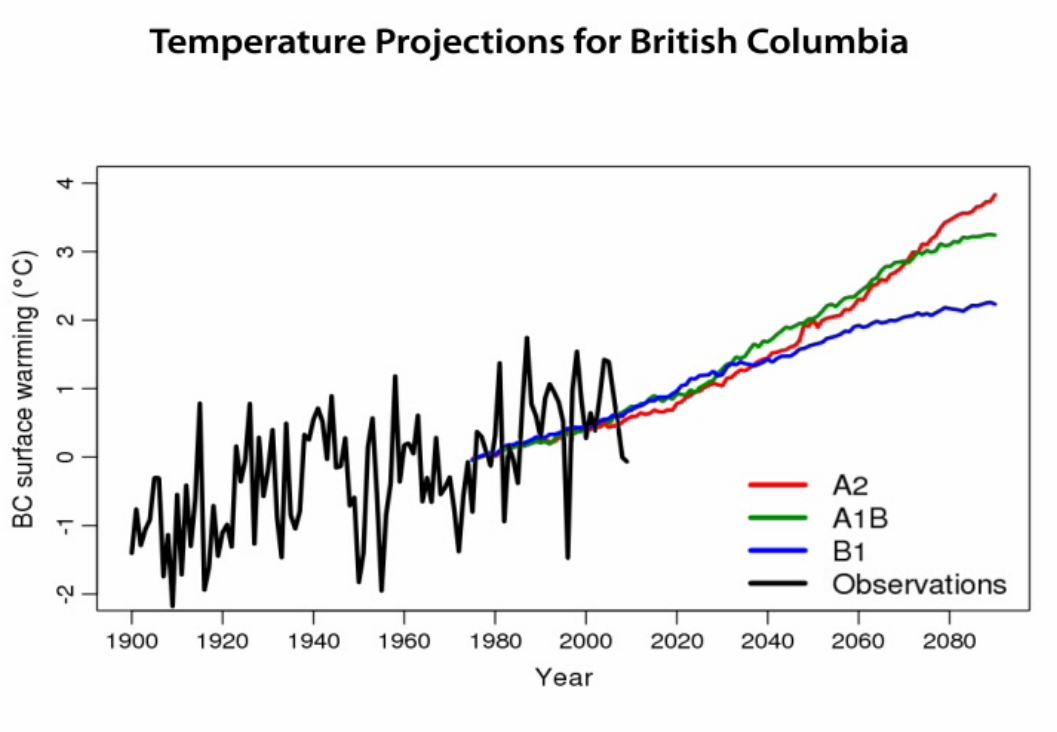 Temperature Projections for British Columbia
BC surface warming (°C)
4
3
2
1
0
-1
-2
A2
A1B
B1
Observations
1900 1920 1940 1960 1980 2000 2020 2040 2060 2080
Year